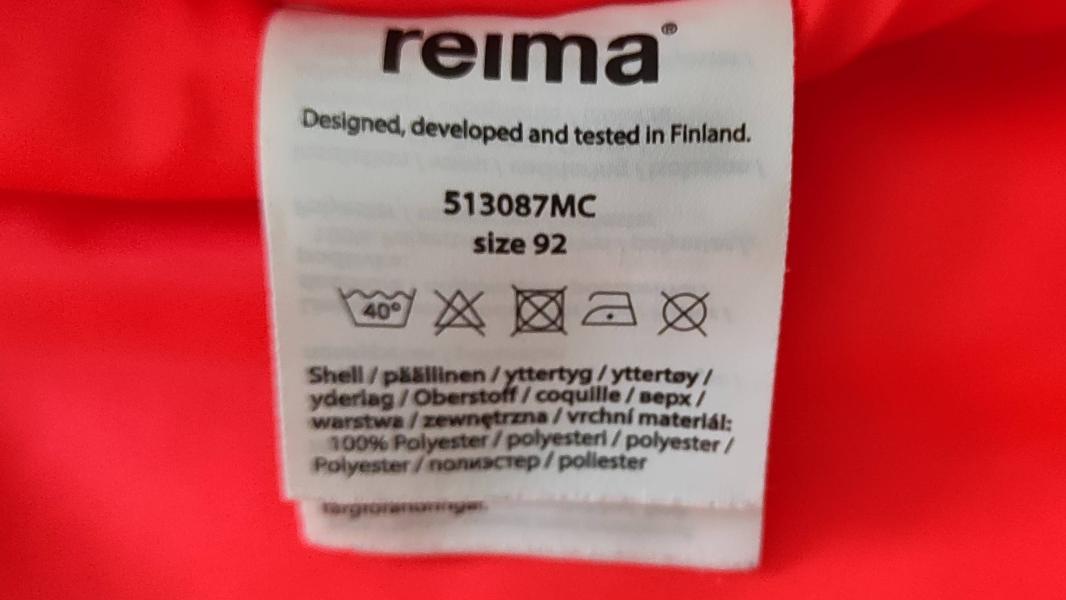 reima®
Designed, developed and tested in Finland.
513087MC
size 92
40°
Shell / päällinen / yttertyg / yttertøy /
yderlag / Oberstoff / coquille / верх /
warstwa / zewnętrzna / vrchní materiál:
100% Polyester / polyesteri / polyester /
Polyester / полиэстер / poliester
färgförändringar.